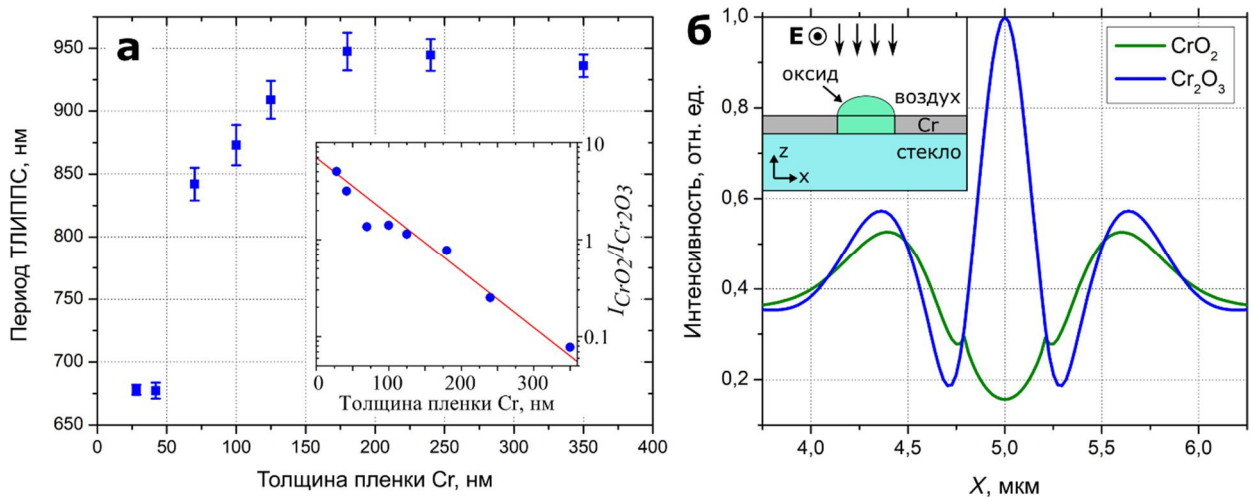 а
Период ТЛИППС, нм
950
900
850
800
750
700
650
0
50
100
150
200
250
300
350
400
Толщина пленки Cr, нм
10
1
0.1
I_CrO2/I_Cr2O3
0
100
200
300
Толщина пленки Cr, нм
б
Интенсивность, отн. ед.
1,0
0,8
0,6
0,4
0,2
4,0
4,5
5,0
5,5
6,0
X, мкм
E
оксид
воздух
Cr
стекло
z
x
CrO₂
Cr₂O₃